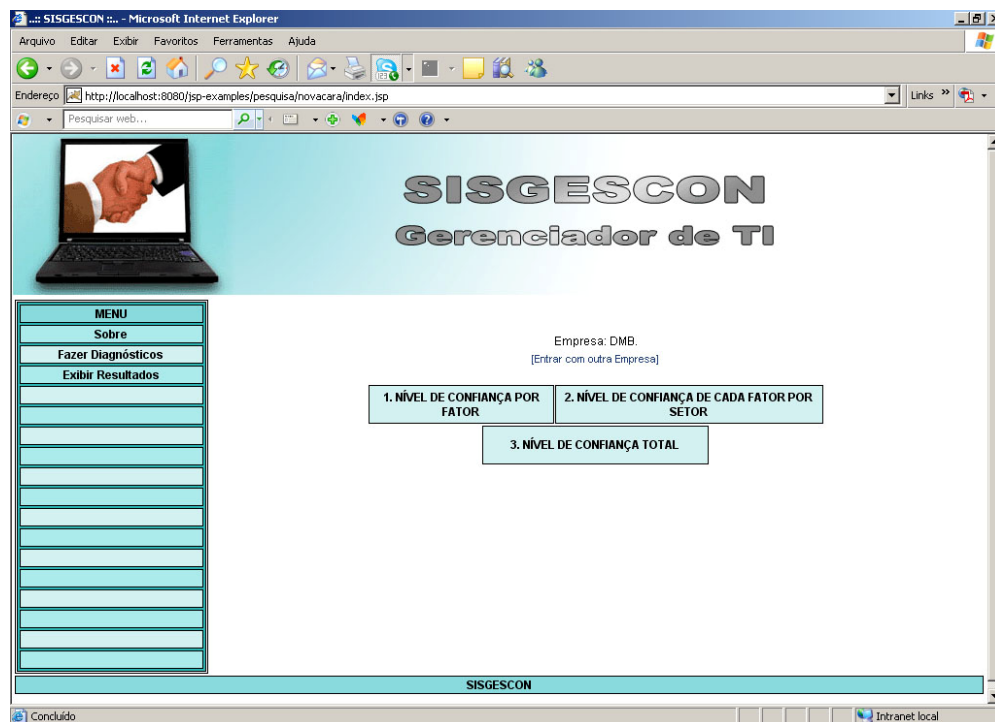 ..:: SISGESCON ::.. - Microsoft Internet Explorer
Arquivo Editar Exibir Favoritos Ferramentas Ajuda
Endereço http://localhost:8080/jsp-examples/pesquisa/novacara/index.jsp Links »
Pesquisar web...
SISGESCON
Gerenciador de TI
MENU
Sobre
Fazer Diagnósticos
Exibir Resultados
Empresa: DMB.
[Entrar com outra Empresa]
1. NÍVEL DE CONFIANÇA POR
FATOR
2. NÍVEL DE CONFIANÇA DE CADA FATOR POR
SETOR
3. NÍVEL DE CONFIANÇA TOTAL
SISGESCON
Concluído Intranet local